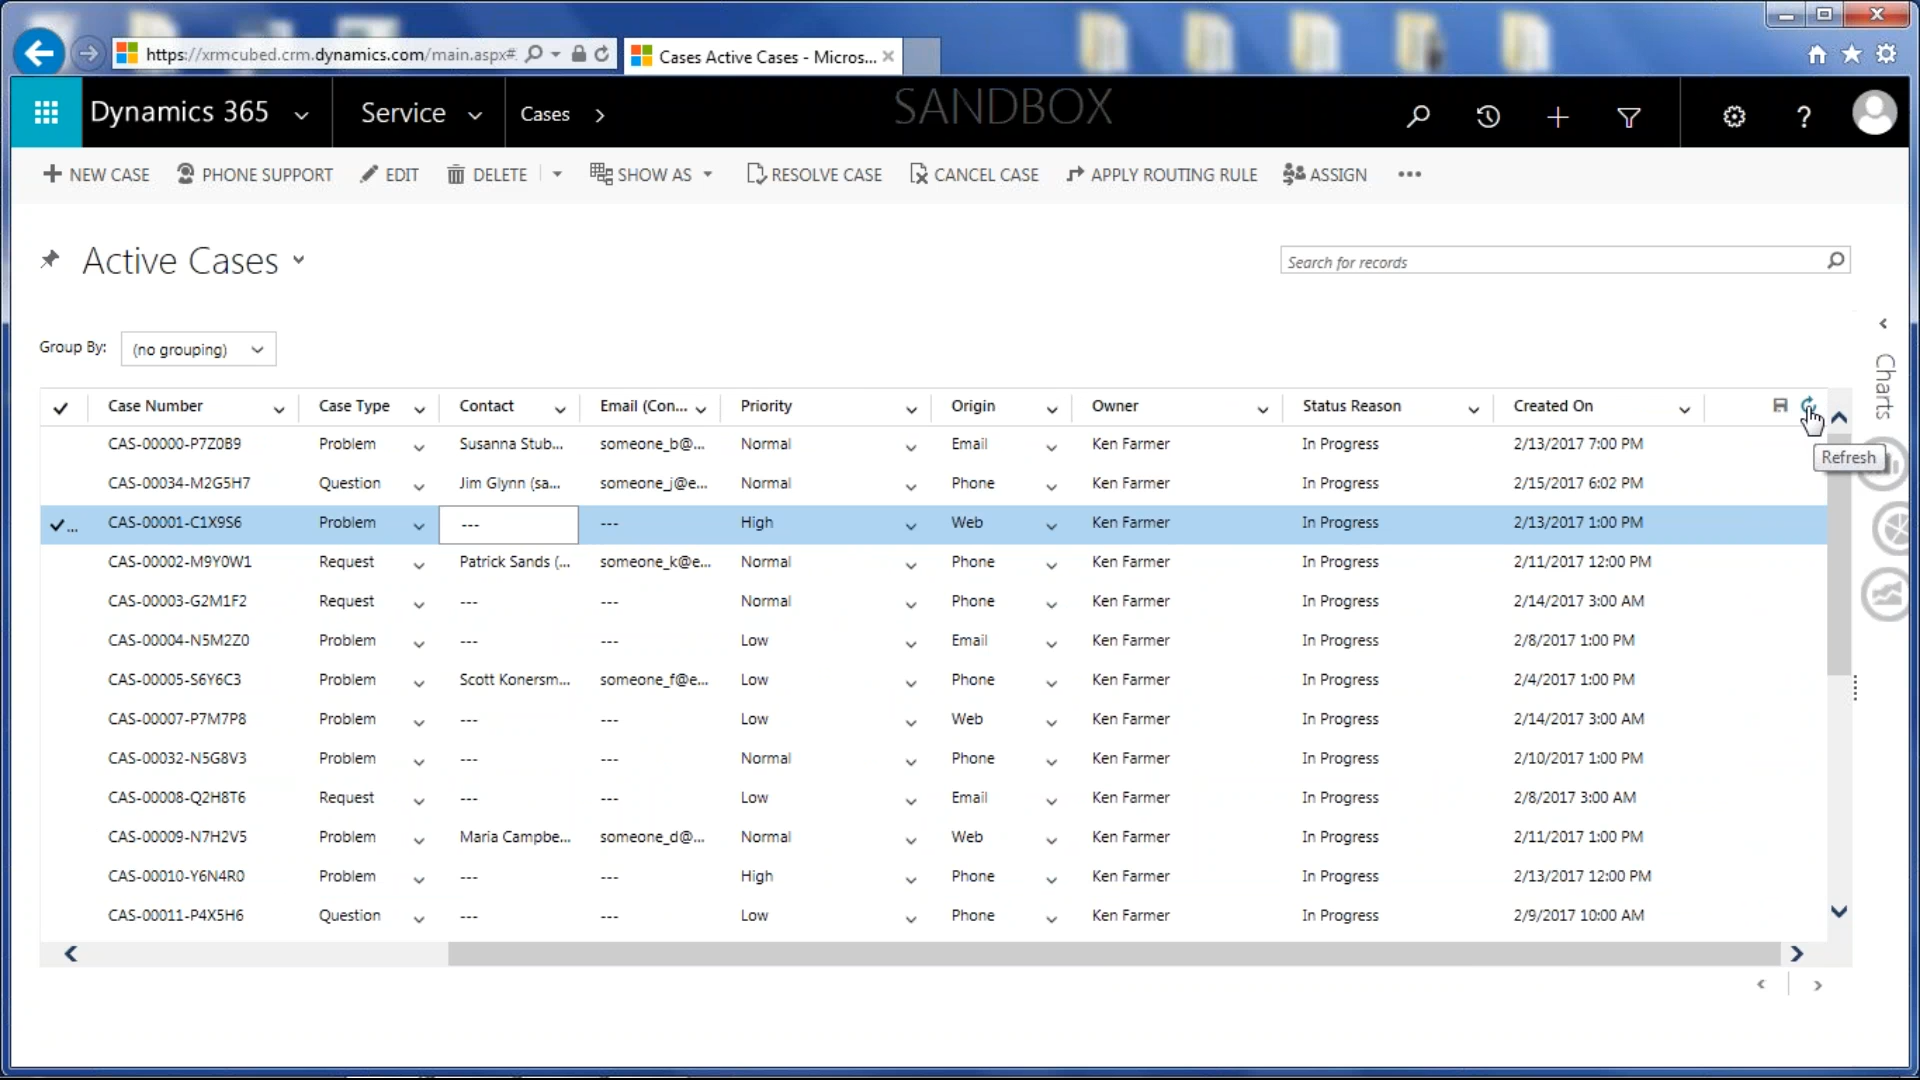 https://xrmcubed.crm.dynamics.com/main.aspx#
Cases Active Cases - Micros...
Dynamics 365
Service
Cases
SANDBOX
?
NEW CASE
PHONE SUPPORT
EDIT
DELETE
SHOW AS
RESOLVE CASE
CANCEL CASE
APPLY ROUTING RULE
ASSIGN
Active Cases
Search for records
Group By:
(no grouping)
Charts
Case Number Case Type Contact Email (Con... Priority Origin Owner Status Reason Created On
Refresh
CAS-00000-P7Z0B9 Problem Susanna Stub... someone_b@... Normal Email Ken Farmer In Progress 2/13/2017 7:00 PM
CAS-00034-M2G5H7 Question Jim Glynn (sa... someone_j@e... Normal Phone Ken Farmer In Progress 2/15/2017 6:02 PM
... CAS-00001-C1X9S6 Problem --- --- High Web Ken Farmer In Progress 2/13/2017 1:00 PM
CAS-00002-M9Y0W1 Request Patrick Sands (... someone_k@e... Normal Phone Ken Farmer In Progress 2/11/2017 12:00 PM
CAS-00003-G2M1F2 Request --- --- Normal Phone Ken Farmer In Progress 2/14/2017 3:00 AM
CAS-00004-N5M2Z0 Problem --- --- Low Email Ken Farmer In Progress 2/8/2017 1:00 PM
CAS-00005-S6Y6C3 Problem Scott Konersm... someone_f@e... Low Phone Ken Farmer In Progress 2/4/2017 1:00 PM
CAS-00007-P7M7P8 Problem --- --- Low Web Ken Farmer In Progress 2/14/2017 3:00 AM
CAS-00032-N5G8V3 Problem --- --- Normal Phone Ken Farmer In Progress 2/10/2017 1:00 PM
CAS-00008-Q2H8T6 Request --- --- Low Email Ken Farmer In Progress 2/8/2017 3:00 AM
CAS-00009-N7H2V5 Problem Maria Campbe... someone_d@... Normal Web Ken Farmer In Progress 2/11/2017 1:00 PM
CAS-00010-Y6N4R0 Problem --- --- High Phone Ken Farmer In Progress 2/13/2017 12:00 PM
CAS-00011-P4X5H6 Question --- --- Low Phone Ken Farmer In Progress 2/9/2017 10:00 AM